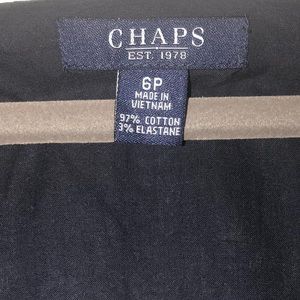 CHAPS
EST. 1978
6P
MADE IN
VIETNAM
97% COTTON
3% ELASTANE